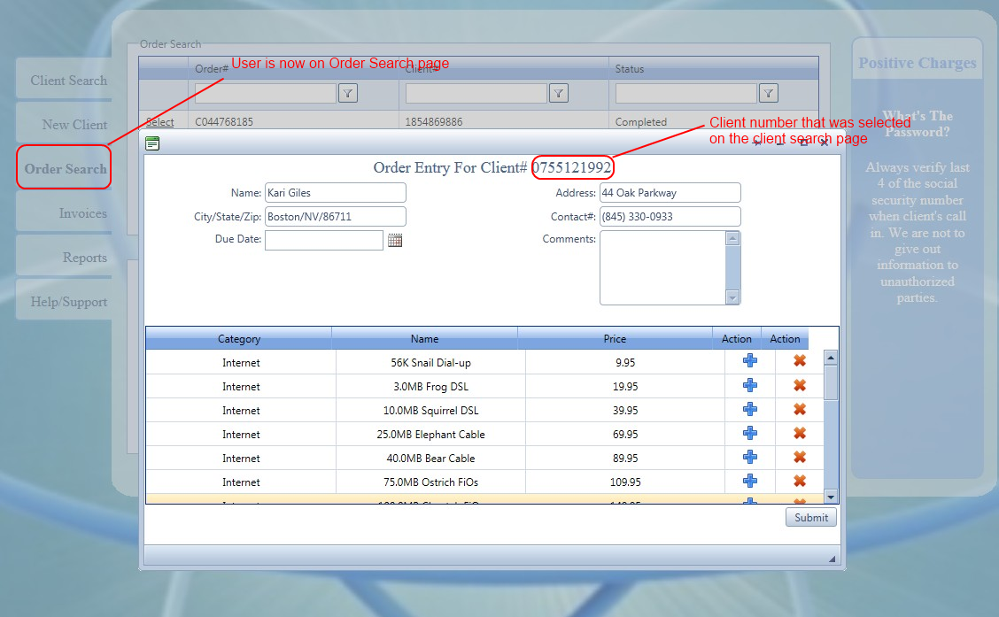 Order Search
User is now on Order Search page
Order# Client# Status
Select C044768185 1854869886 Completed
Client Search
New Client
Order Search
Invoices
Reports
Help/Support
Positive Charges
What's The
Password?
Always verify last
4 of the social
security number
when client's call
in. We are not to
give out
information to
unauthorized
parties.
Client number that was selected
on the client search page
Order Entry For Client# 0755121992
Name: Kari Giles Address: 44 Oak Parkway
City/State/Zip: Boston/NV/86711 Contact#: (845) 330-0933
Due Date: Comments:
Category Name Price Action Action
Internet 56K Snail Dial-up 9.95
Internet 3.0MB Frog DSL 19.95
Internet 10.0MB Squirrel DSL 39.95
Internet 25.0MB Elephant Cable 69.95
Internet 40.0MB Bear Cable 89.95
Internet 75.0MB Ostrich FiOs 109.95
Submit